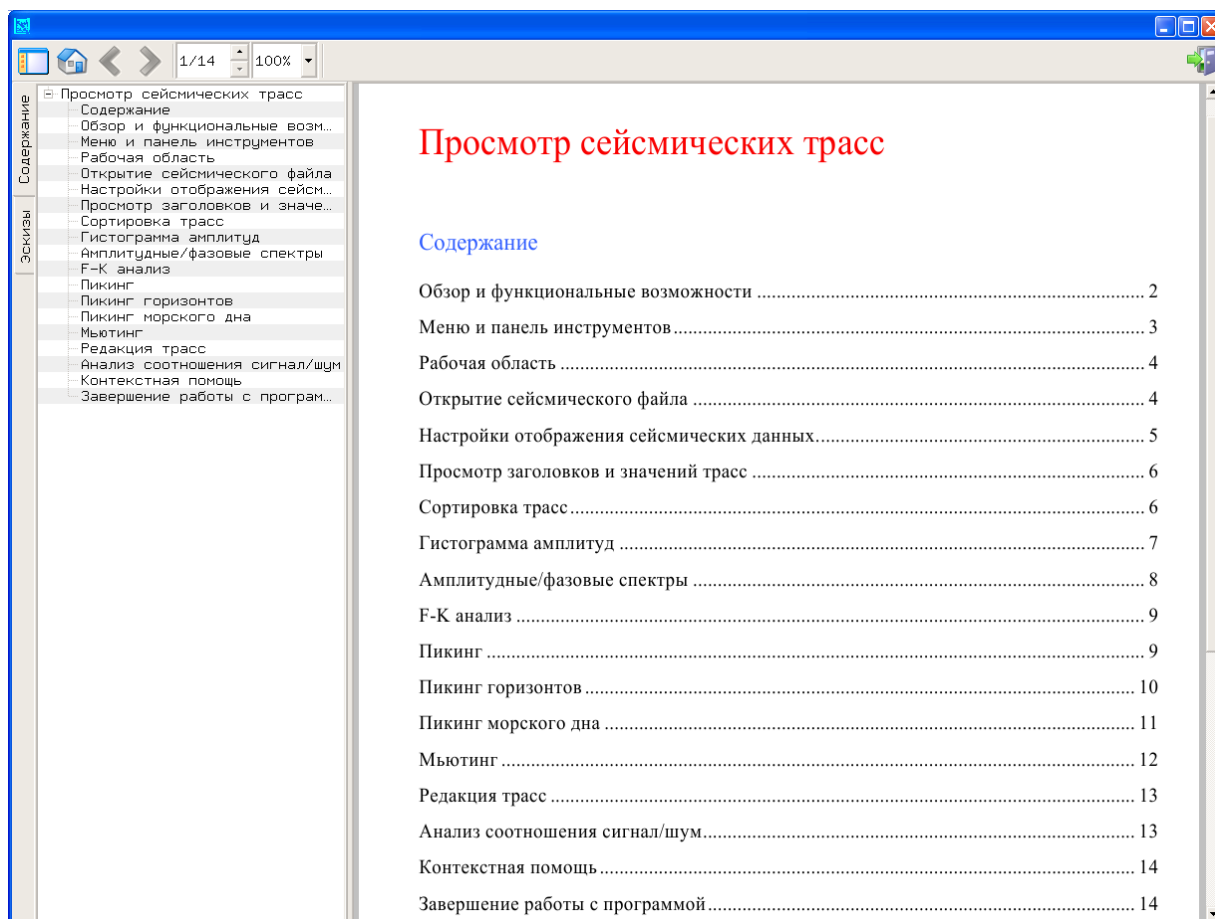 1/14
100%
Содержание
Эскизы
Просмотр сейсмических трасс
Содержание
Обзор и функциональные возм...
Меню и панель инструментов
Рабочая область
Открытие сейсмического файла
Настройки отображения сейсм...
Просмотр заголовков и значе...
Сортировка трасс
Гистограмма амплитуд
Амплитудные/фазовые спектры
F-K анализ
Пикинг
Пикинг горизонтов
Пикинг морского дна
Мьютинг
Редакция трасс
Анализ соотношения сигнал/шум
Контекстная помощь
Завершение работы с програм...
Просмотр сейсмических трасс
Содержание
Обзор и функциональные возможности ........ 2
Меню и панель инструментов ........ 3
Рабочая область ........ 4
Открытие сейсмического файла ........ 4
Настройки отображения сейсмических данных ........ 5
Просмотр заголовков и значений трасс ........ 6
Сортировка трасс ........ 6
Гистограмма амплитуд ........ 7
Амплитудные/фазовые спектры ........ 8
F-K анализ ........ 9
Пикинг ........ 9
Пикинг горизонтов ........ 10
Пикинг морского дна ........ 11
Мьютинг ........ 12
Редакция трасс ........ 13
Анализ соотношения сигнал/шум ........ 13
Контекстная помощь ........ 14
Завершение работы с программой ........ 14